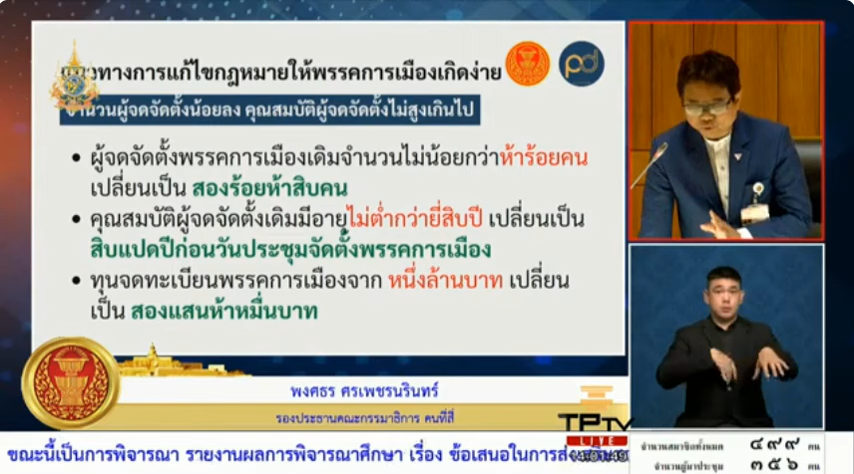 ทางการแก้ไขกฎหมายให้พรรคการเมืองเกิดง่าย
จำนวนผู้จดจัดตั้งน้อยลง คุณสมบัติผู้จดจัดตั้งไม่สูงเกินไป
• ผู้จดจัดตั้งพรรคการเมืองเดิมจำนวนไม่น้อยกว่าห้าร้อยคน
เปลี่ยนเป็น สองร้อยห้าสิบคน
• คุณสมบัติผู้จดจัดตั้งเดิมมีอายุไม่ต่ำกว่ายี่สิบปี เปลี่ยนเป็น
สิบแปดปีก่อนวันประชุมจัดตั้งพรรคการเมือง
• ทุนจดทะเบียนพรรคการเมืองจาก หนึ่งล้านบาท เปลี่ยน
เป็น สองแสนห้าหมื่นบาท
pd
พงศธร ศรเพชรนรินทร์
รองประธานคณะกรรมาธิการ คนที่สี่
TPTV
LIVE
ขณะนี้เป็นการพิจารณา รายงานผลการพิจารณาศึกษา เรื่อง ข้อเสนอในการส่ง
จำนวนสมาชิกทั้งหมด ๔๙๙ คน
จำนวนผู้มาประชุม ๓๕๖ คน